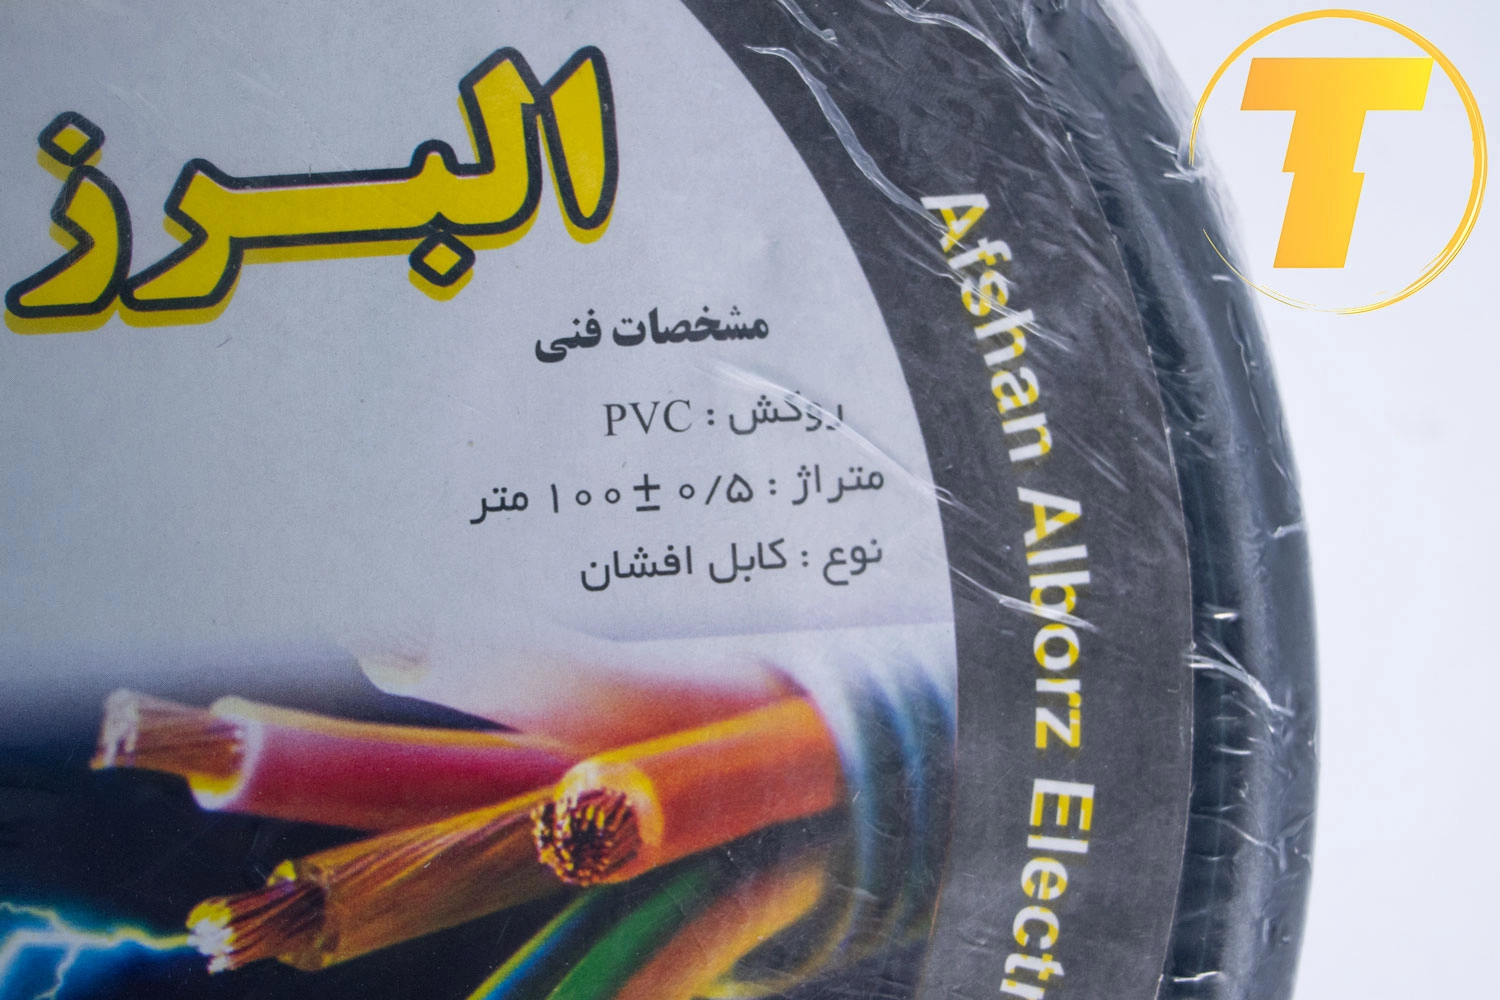 البرز
مشخصات فنی
روکش : PVC
متراژ : ۰/۵ ± ۱۰۰ متر
نوع : کابل افشان
Afshan Alborz Electr
T